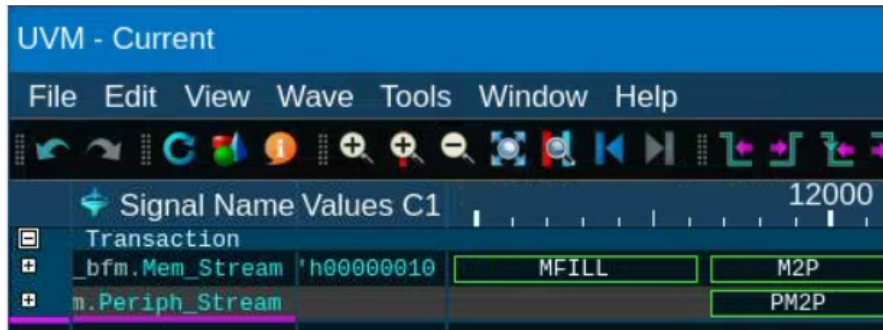 UVM - Current
File Edit View Wave Tools Window Help
Signal Name Values C1 12000
Transaction
_bfm.Mem_Stream 'h00000010 MFILL M2P
m.Periph_Stream PM2P